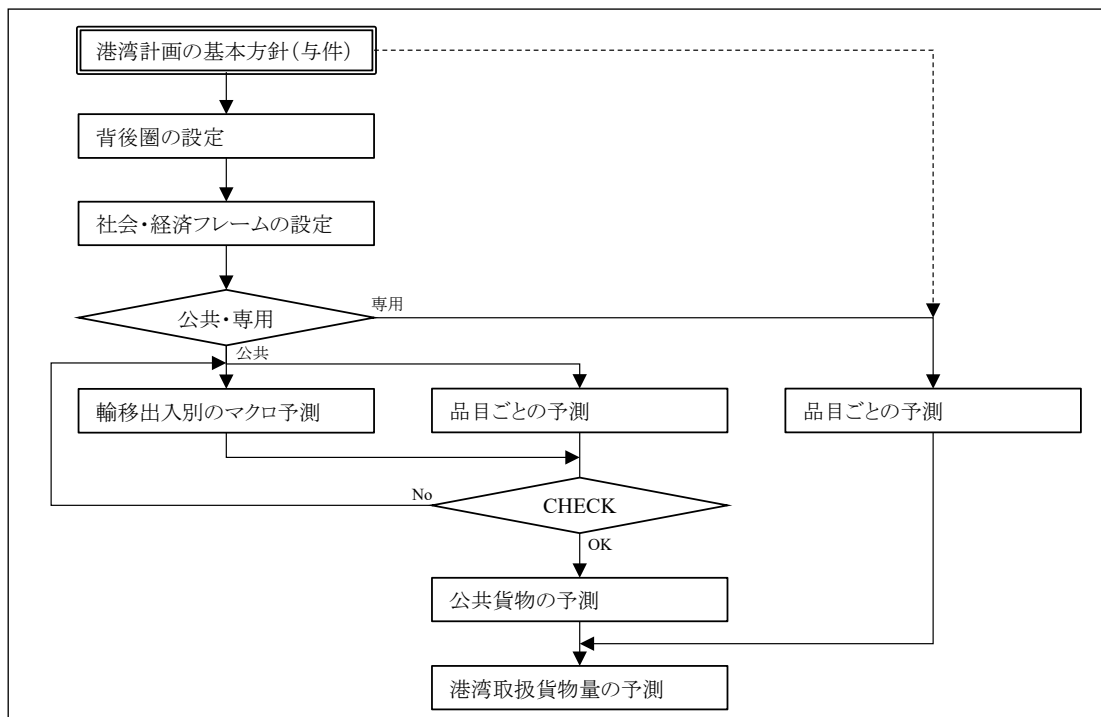 港湾計画の基本方針(与件)
背後圏の設定
社会・経済フレームの設定
公共・専用
専用
公共
輸移出入別のマクロ予測
品目ごとの予測
品目ごとの予測
No
CHECK
OK
公共貨物の予測
港湾取扱貨物量の予測